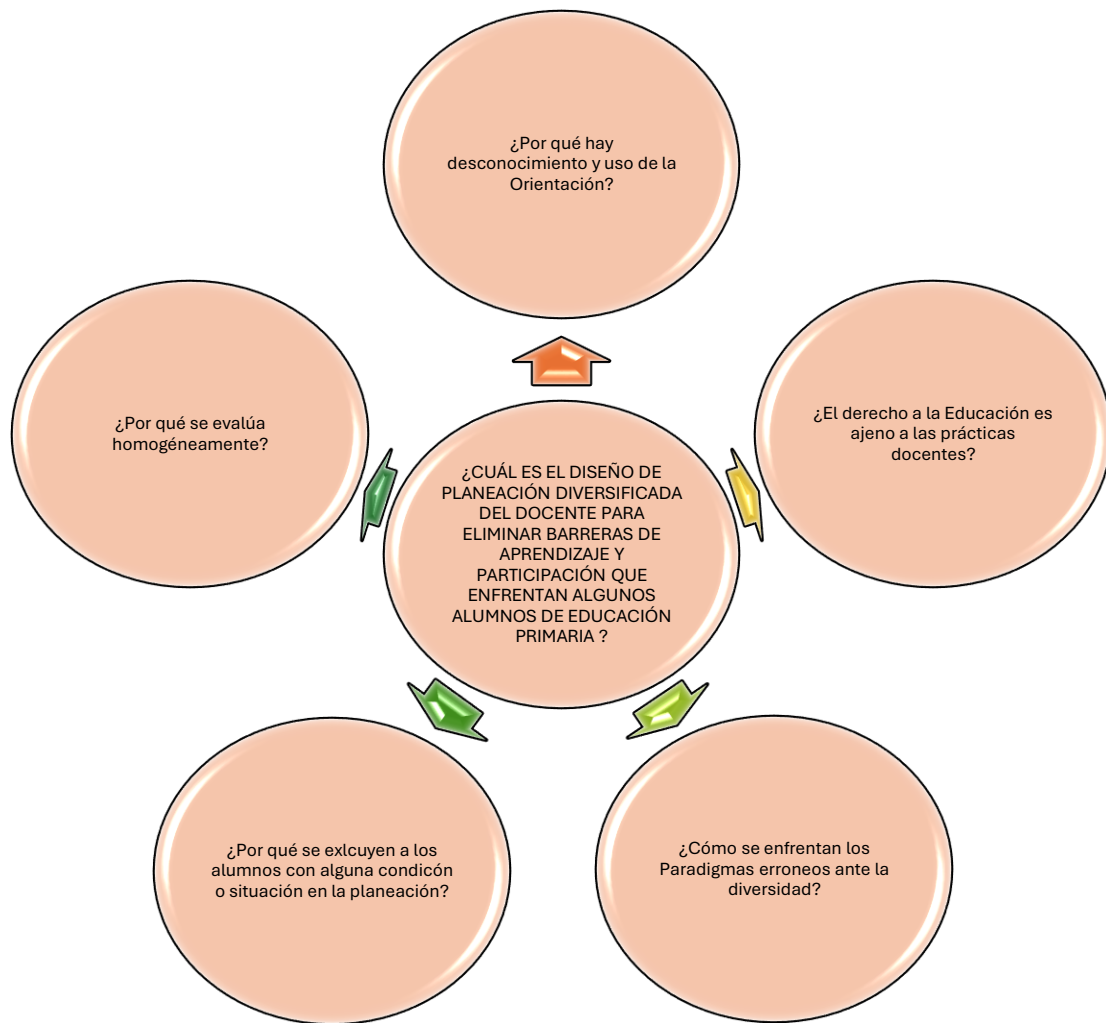 ¿Por qué hay
desconocimiento y uso de la
Orientación?
¿Por qué se evalúa
homogéneamente?
¿El derecho a la Educación es
ajeno a las prácticas
docentes?
¿CUÁL ES EL DISEÑO DE
PLANEACIÓN DIVERSIFICADA
DEL DOCENTE PARA
ELIMINAR BARRERAS DE
APRENDIZAJE Y
PARTICIPACIÓN QUE
ENFRENTAN ALGUNOS
ALUMNOS DE EDUCACIÓN
PRIMARIA ?
¿Por qué se exlcuyen a los
alumnos con alguna condicón
o situación en la planeación?
¿Cómo se enfrentan los
Paradigmas erroneos ante la
diversidad?